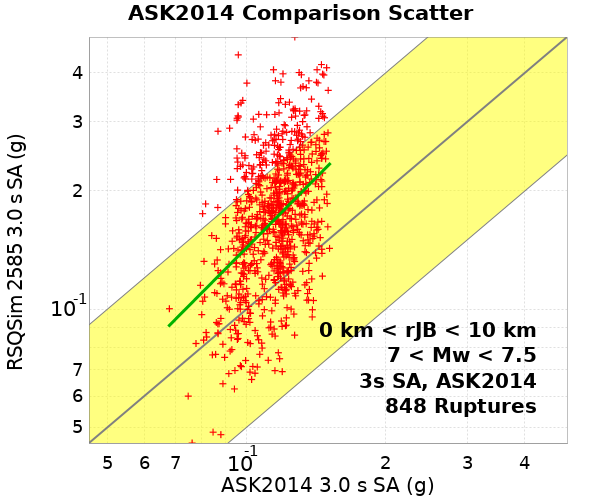 ASK2014 Comparison Scatter
RSQSim 2585 3.0 s SA (g)
4
3
2
10-1
7
6
5
0 km < rJB < 10 km
7 < Mw < 7.5
3s SA, ASK2014
848 Ruptures
5 6 7 10-1 2 3 4
ASK2014 3.0 s SA (g)